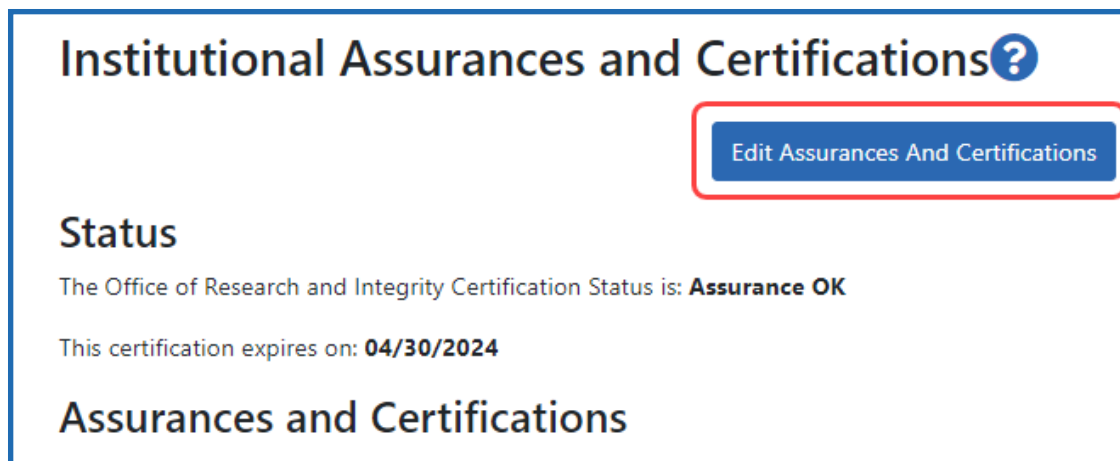 Institutional Assurances and Certifications?
Edit Assurances And Certifications
Status
The Office of Research and Integrity Certification Status is: Assurance OK
This certification expires on: 04/30/2024
Assurances and Certifications